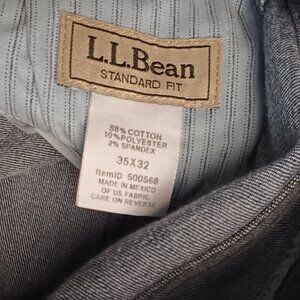 L.L.Bean
STANDARD FIT
88% COTTON
10% POLYESTER
2% SPANDEX
35X32
ItemID 500568
MADE IN MEXICO
OF US FABRIC
CARE ON REVERSE